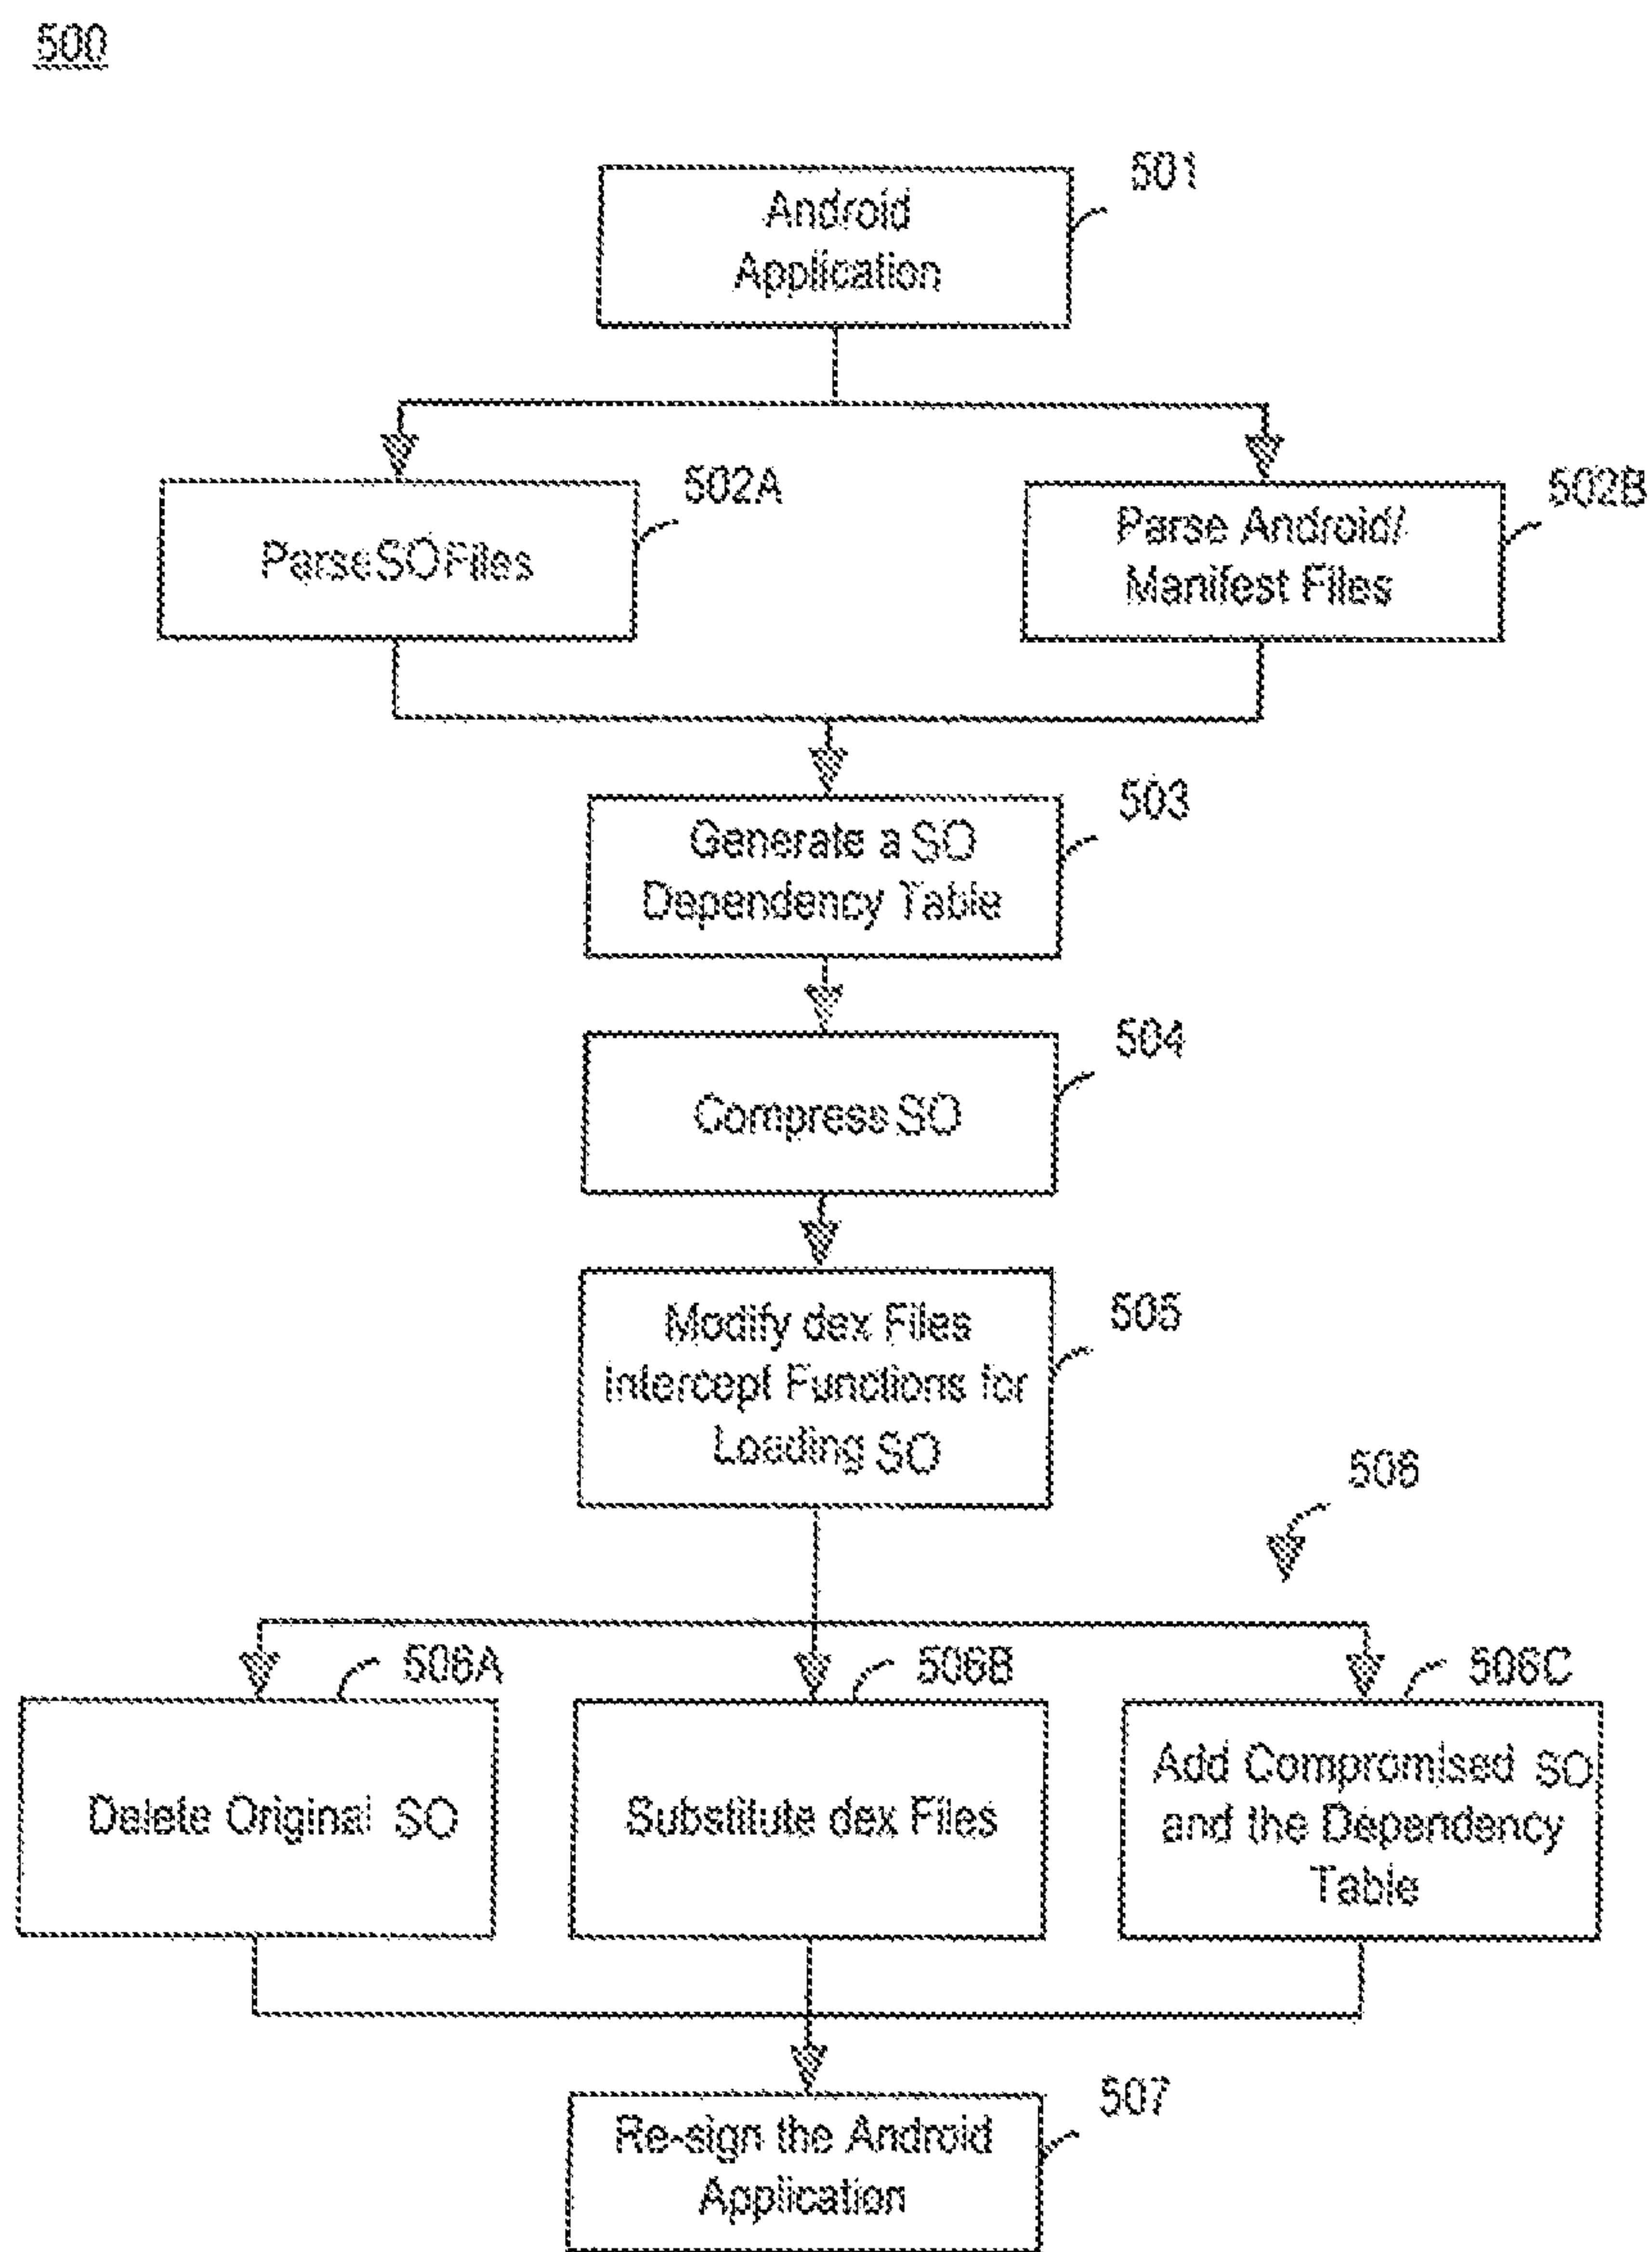 500
501
Android
Application
502A
Parse SO Files
502B
Parse Android/
Manifest Files
503
Generate a SO
Dependency Table
504
Compress SO
505
Modify dex Files
Intercept Functions for
Loading SO
506
506A
Delete Original SO
506B
Substitute dex Files
506C
Add Compromised SO
and the Dependency
Table
507
Re-sign the Android
Application